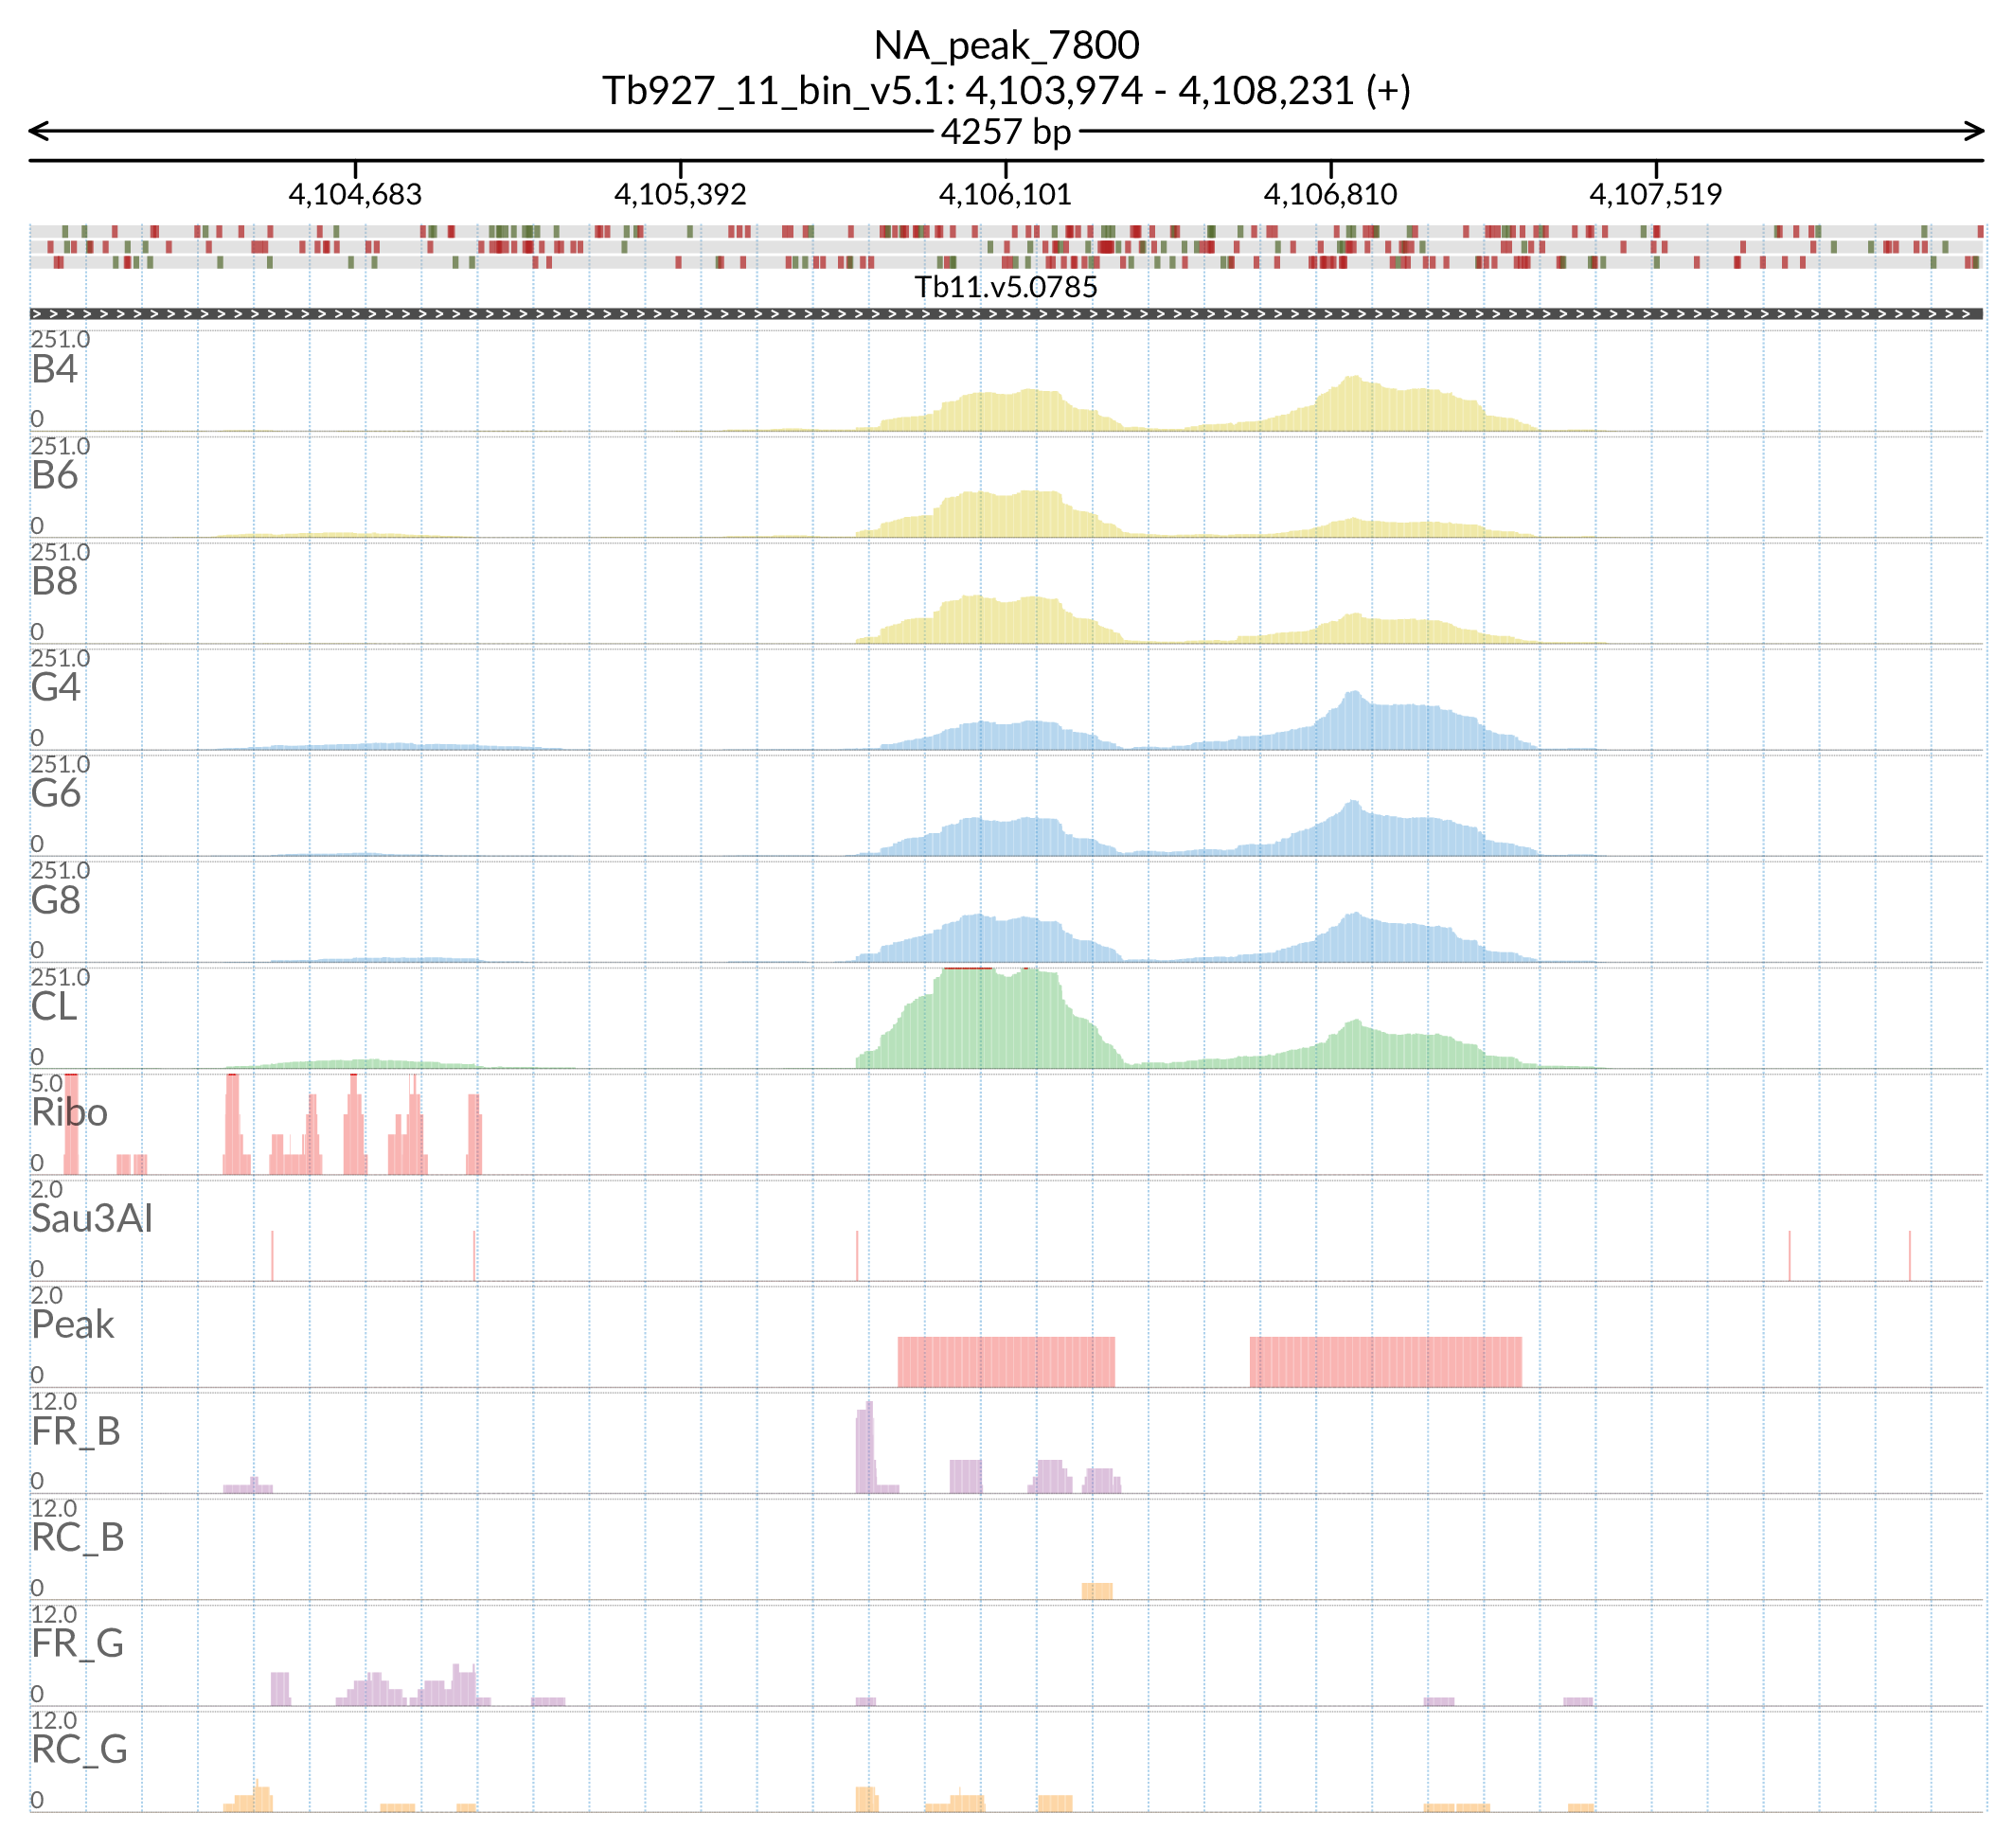 NA_peak_7800
Tb927_11_bin_v5.1: 4,103,974 - 4,108,231 (+)
4257 bp
4,104,683 4,105,392 4,106,101 4,106,810 4,107,519
Tb11.v5.0785
251.0
B4
0
251.0
B6
0
251.0
B8
0
251.0
G4
0
251.0
G6
0
251.0
G8
0
251.0
CL
0
5.0
Ribo
0
2.0
Sau3AI
0
2.0
Peak
0
12.0
FR_B
0
12.0
RC_B
0
12.0
FR_G
0
12.0
RC_G
0